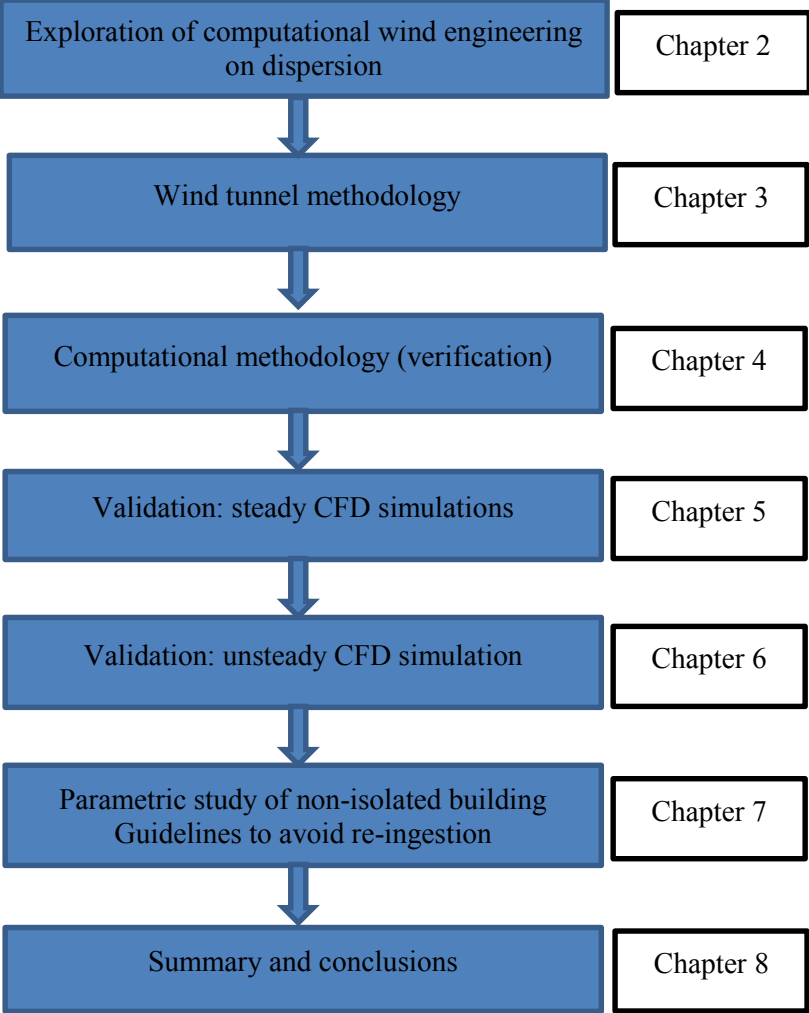 Exploration of computational wind engineering
on dispersion
Chapter 2
Wind tunnel methodology
Chapter 3
Computational methodology (verification)
Chapter 4
Validation: steady CFD simulations
Chapter 5
Validation: unsteady CFD simulation
Chapter 6
Parametric study of non-isolated building
Guidelines to avoid re-ingestion
Chapter 7
Summary and conclusions
Chapter 8